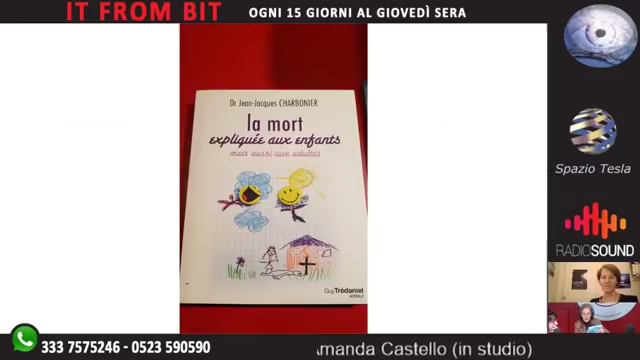 IT FROM BIT
OGNI 15 GIORNI AL GIOVEDÌ SERA
Dr Jean-Jacques CHARBONIER
la mort
expliquée aux enfants
mais aussi aux adultes
Guy Trédaniel
éditeur
Spazio Tesla
RADIOSOUND
333 7575246 - 0523 590590
manda Castello (in studio)